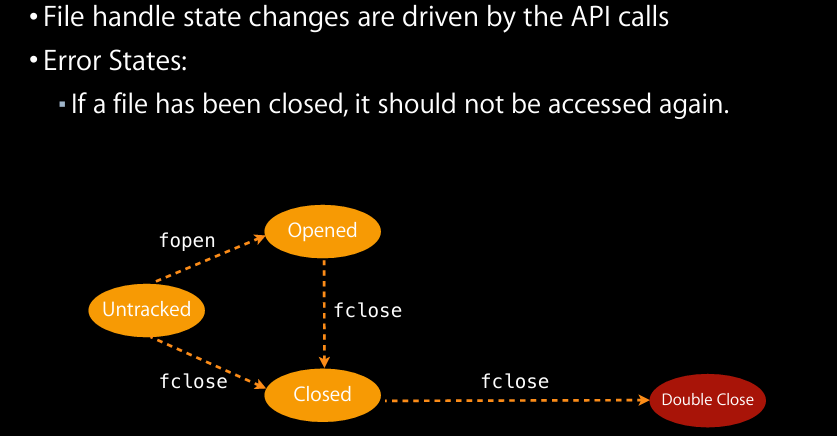 • File handle state changes are driven by the API calls
• Error States:
▪ If a file has been closed, it should not be accessed again.
Opened
fopen
Untracked
fclose
fclose
Closed
fclose
Double Close